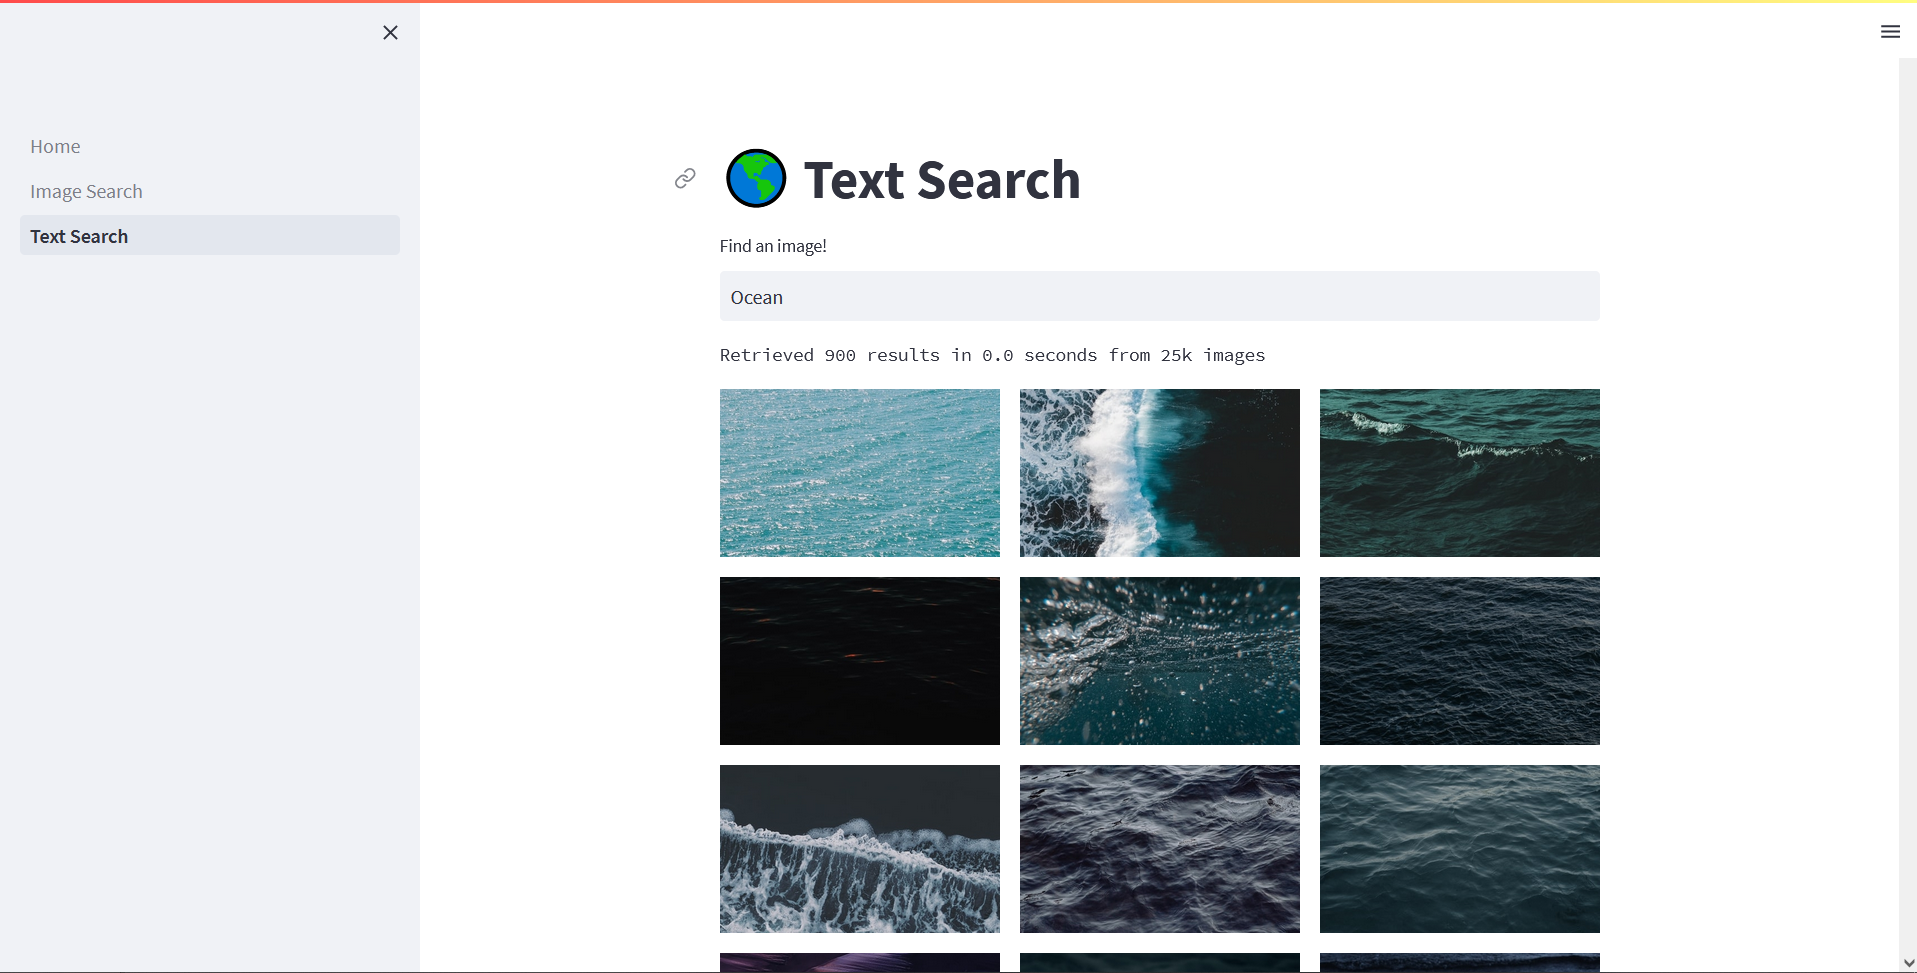 Home
Image Search
Text Search
Text Search
Find an image!
Ocean
Retrieved 900 results in 0.0 seconds from 25k images